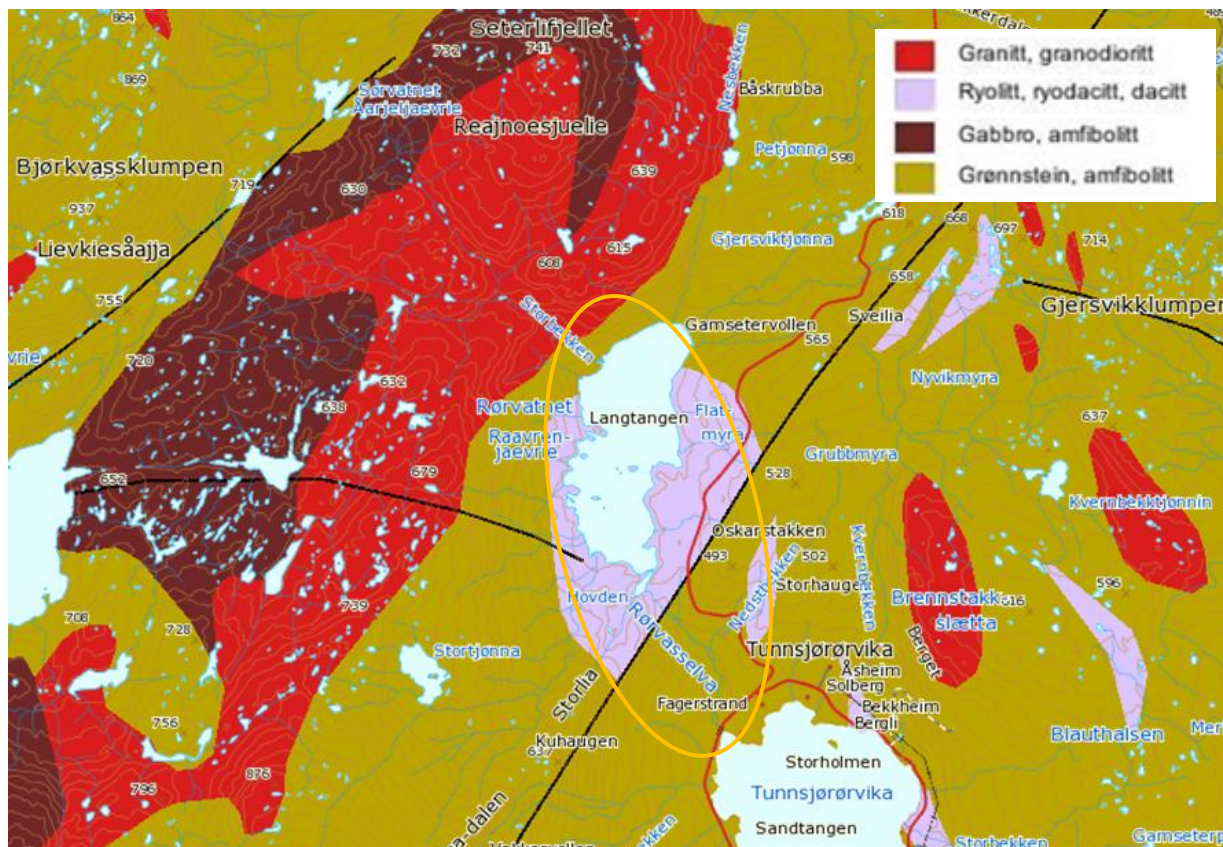 864
Seterlifjellet
732
741
869
Sørvatnet
Åarjeljaevrie
Nesbekken
Båskrubba
Granitt, granodioritt
Ryolitt, ryodacitt, dacitt
Gabbro, amfibolitt
Grønnstein, amfibolitt
Reajnoesjuelie
Petjønna
598
Bjørkvassklumpen
719
630
639
937
618
668
697
714
Lievkiesåajja
615
Gjersviktjønna
608
658
755
Storbekken
Gjersvikklumpen
Gamsetervollen
Sveilia
565
720
632
Nyvikmyra
638
Rørvatnet
Langtangen
Flat-
myra
637
Raavren-
jaevrie
Grubbmyra
679
528
652
Kvernbekktjønnin
Oskarstakken
493
502
Kvernbekken
Nedstbekken
Storhaugen
596
Hovden
Brennstakk-
slætta
616
739
708
728
Rørvasselva
Stortjønna
Tunnsjørørvika
Berget
Åsheim
Solberg
Storlia
Fagerstrand
Bekkheim
Bergli
756
Kuhaugen
Blauthalsen
Storholmen
796
876
Tunnsjørørvika
Sandtangen
Storbekken